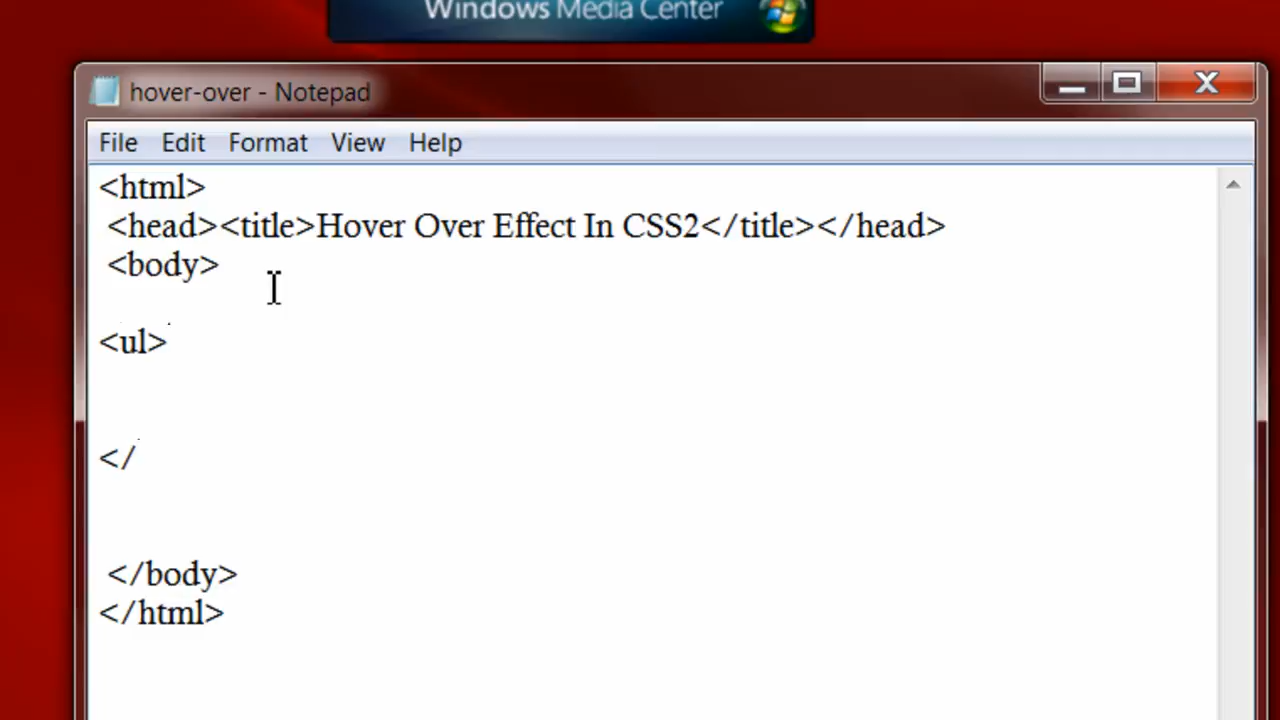 Windows Media Center
hover-over - Notepad
File Edit Format View Help
<html>
<head><title>Hover Over Effect In CSS2</title></head>
<body>
<ul>
</
</body>
</html>